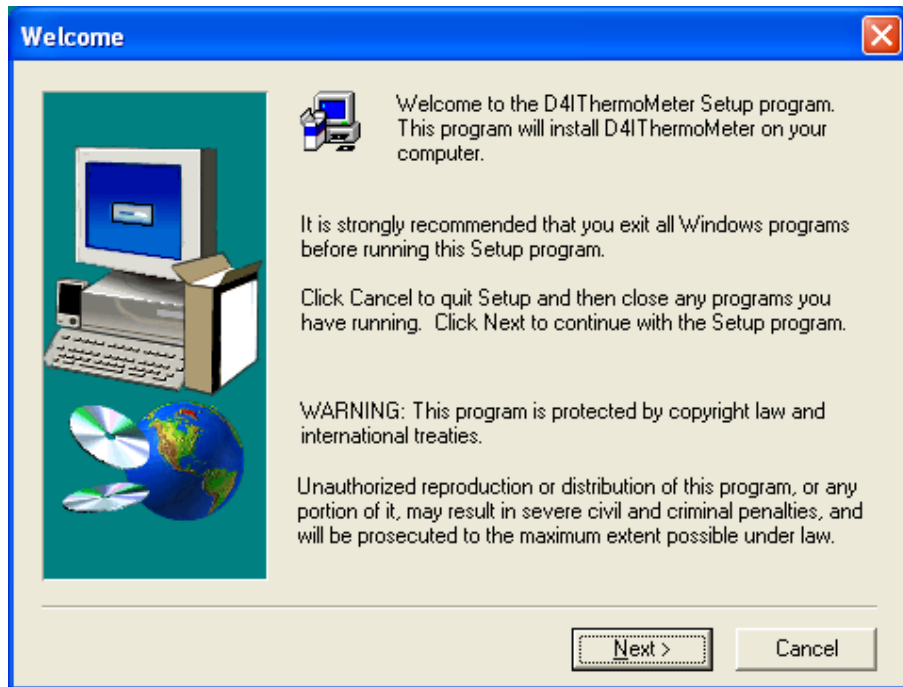 Welcome
Welcome to the D4IThermoMeter Setup program.
This program will install D4IThermoMeter on your
computer.
It is strongly recommended that you exit all Windows programs
before running this Setup program.
Click Cancel to quit Setup and then close any programs you
have running.  Click Next to continue with the Setup program.
WARNING: This program is protected by copyright law and
international treaties.
Unauthorized reproduction or distribution of this program, or any
portion of it, may result in severe civil and criminal penalties, and
will be prosecuted to the maximum extent possible under law.
Next >
Cancel